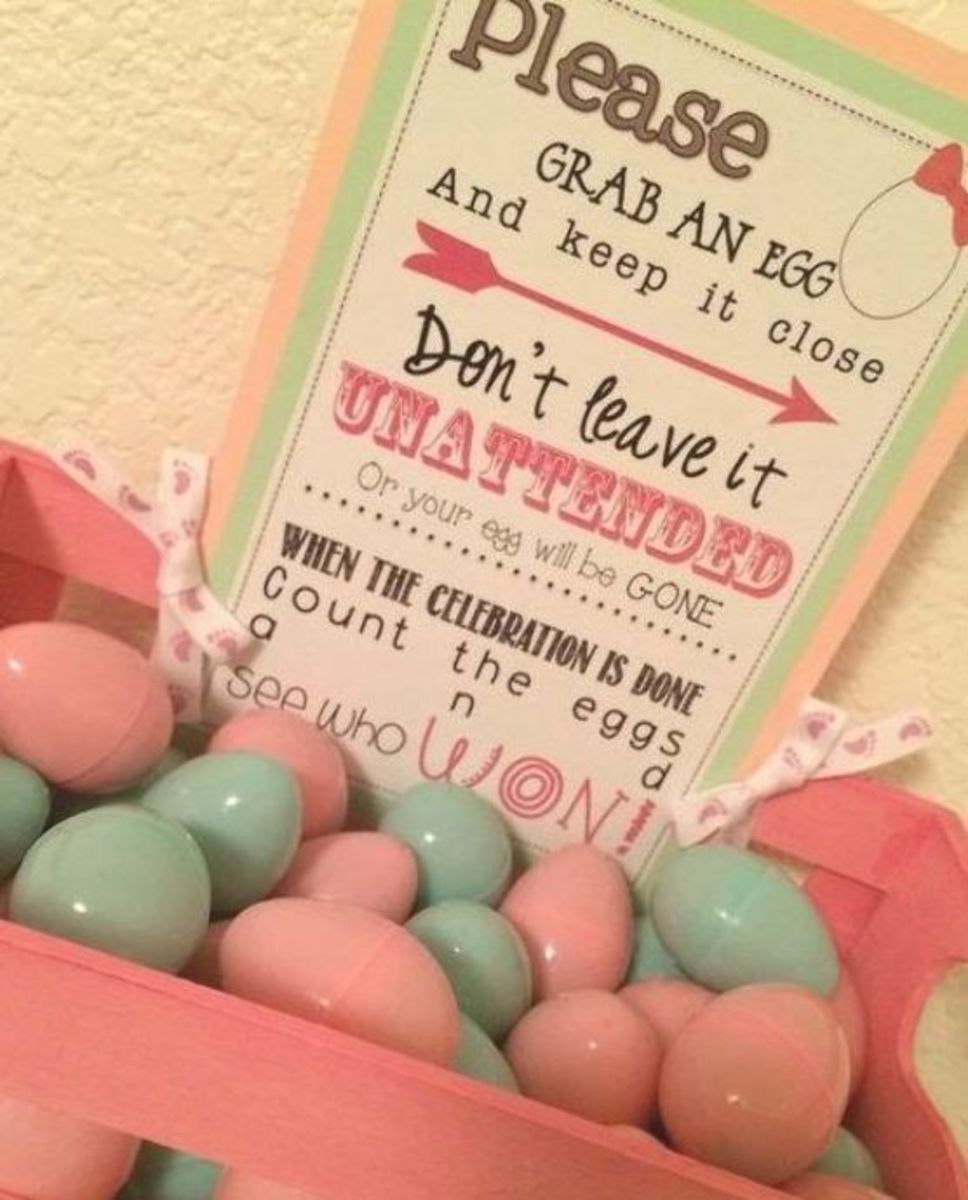 Please
GRAB AN EGG
And keep it close
Don't leave it
UNATTENDED
Or your egg will be GONE
WHEN THE CELEBRATION IS DONE
Count the eggs
a n d
see who WON!